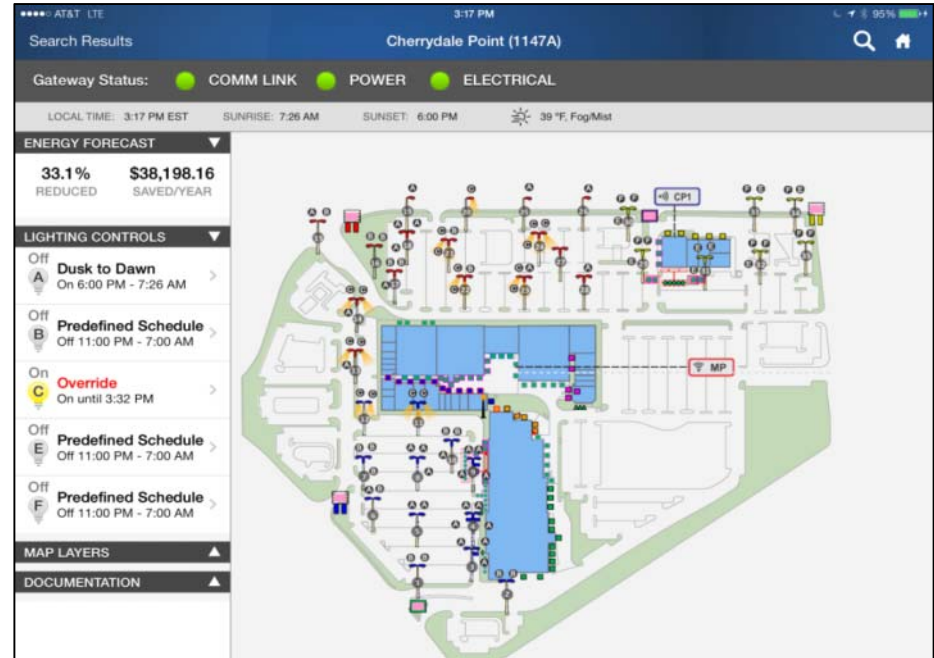 AT&T LTE
3:17 PM
95%
Search Results
Cherrydale Point (1147A)
Gateway Status:
COMM LINK
POWER
ELECTRICAL
LOCAL TIME: 3:17 PM EST
SUNRISE: 7:26 AM
SUNSET: 6:00 PM
39 °F, Fog/Mist
ENERGY FORECAST
33.1% $38,198.16
REDUCED SAVED/YEAR
LIGHTING CONTROLS
Off
A
Dusk to Dawn
On 6:00 PM - 7:26 AM
Off
B
Predefined Schedule
Off 11:00 PM - 7:00 AM
On
C
Override
On until 3:32 PM
Off
E
Predefined Schedule
Off 11:00 PM - 7:00 AM
Off
F
Predefined Schedule
Off 11:00 PM - 7:00 AM
MAP LAYERS
DOCUMENTATION
CP1
MP